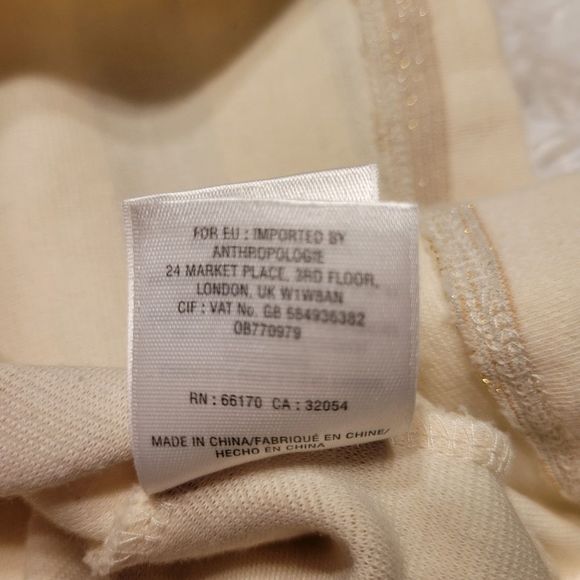 FOR EU : IMPORTED BY
ANTHROPOLOGIE
24 MARKET PLACE, 3RD FLOOR,
LONDON, UK W1W8AN
CIF : VAT No. GB 584936382
OB770979
RN : 66170 CA : 32054
MADE IN CHINA/FABRIQUÉ EN CHINE/
HECHO EN CHINA